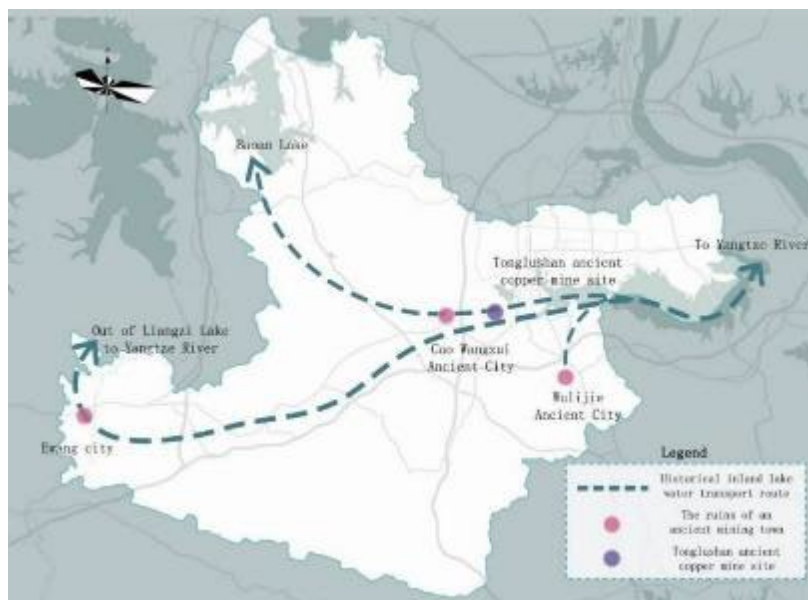 Baoan Lake
To Yangtze River
Tonglushan ancient
copper mine site
Out of Liangzi Lake
to Yangtze River
Cao Wangzui
Ancient City
Wulijie
Ancient City
Ewang city
Legend
Historical inland lake
water transport route
The ruins of an
ancient mining town
Tonglushan ancient
copper mine site